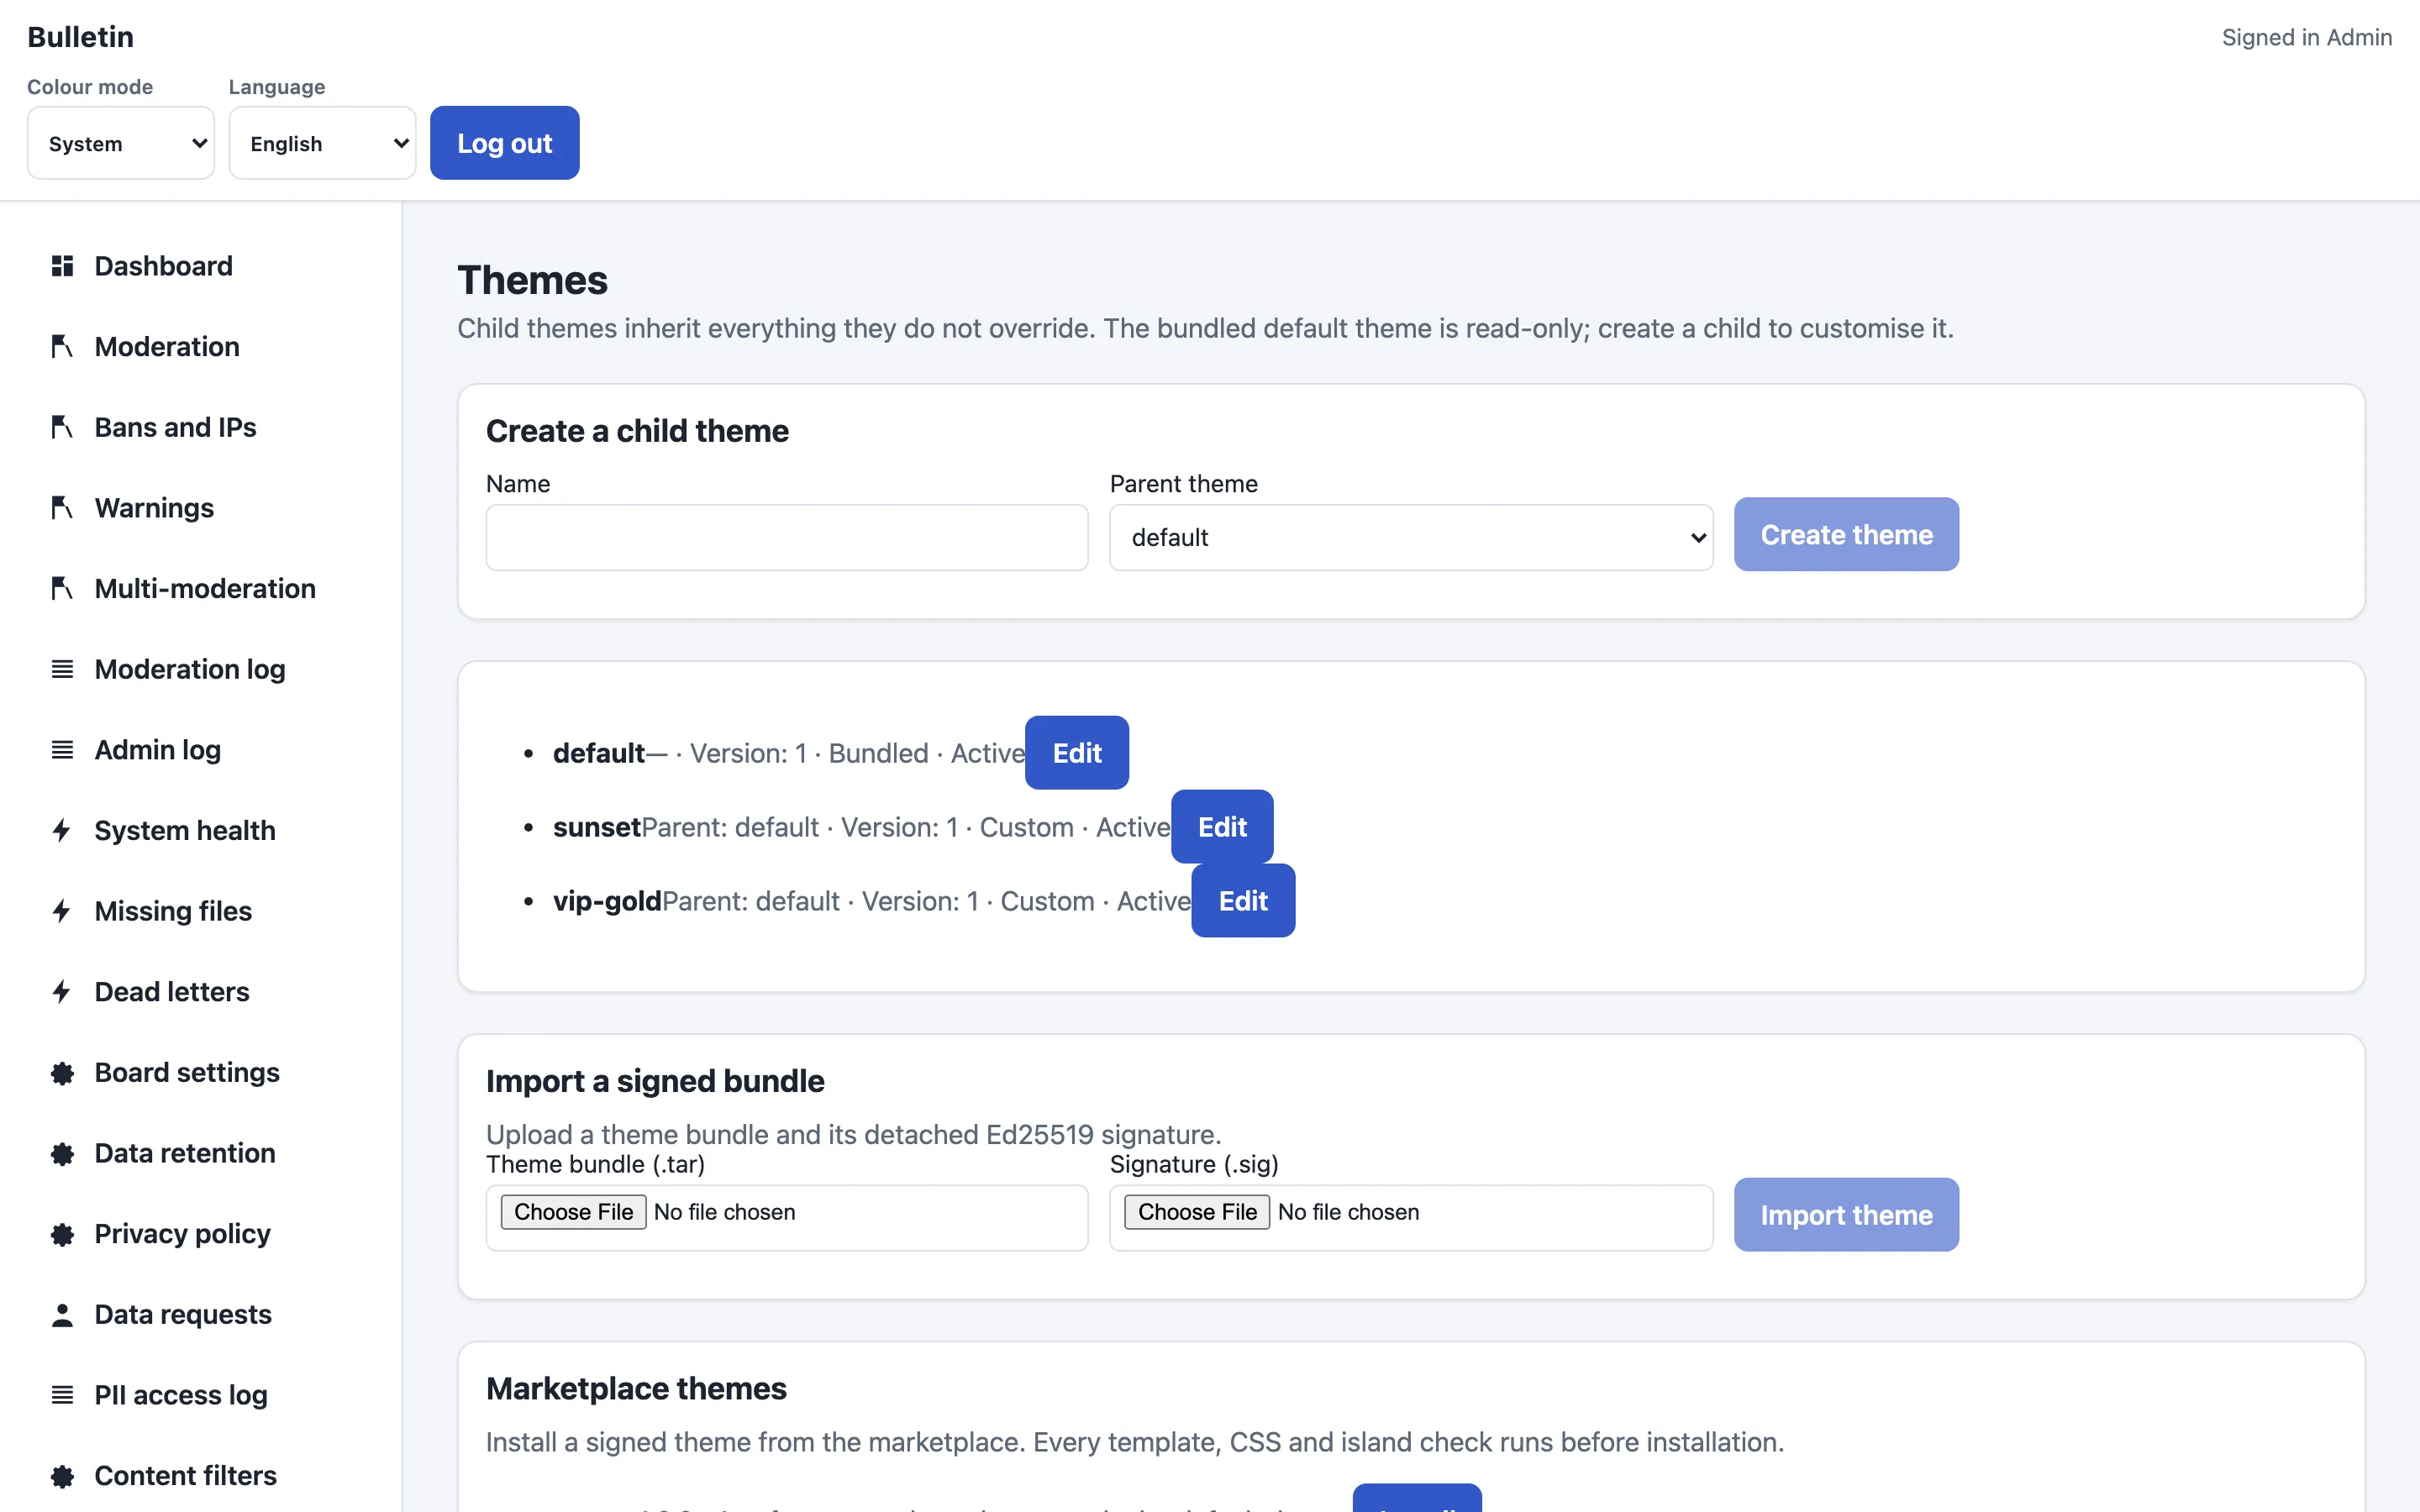 Bulletin
Signed in Admin
Colour mode
Language
System
English
Log out
Dashboard
Moderation
Bans and IPs
Warnings
Multi-moderation
Moderation log
Admin log
System health
Missing files
Dead letters
Board settings
Data retention
Privacy policy
Data requests
PII access log
Content filters
Themes
Child themes inherit everything they do not override. The bundled default theme is read-only; create a child to customise it.
Create a child theme
Name
Parent theme
default
Create theme
default— · Version: 1 · Bundled · Active Edit
sunsetParent: default · Version: 1 · Custom · Active Edit
vip-goldParent: default · Version: 1 · Custom · Active Edit
Import a signed bundle
Upload a theme bundle and its detached Ed25519 signature.
Theme bundle (.tar)
Signature (.sig)
Choose File No file chosen
Choose File No file chosen
Import theme
Marketplace themes
Install a signed theme from the marketplace. Every template, CSS and island check runs before installation.